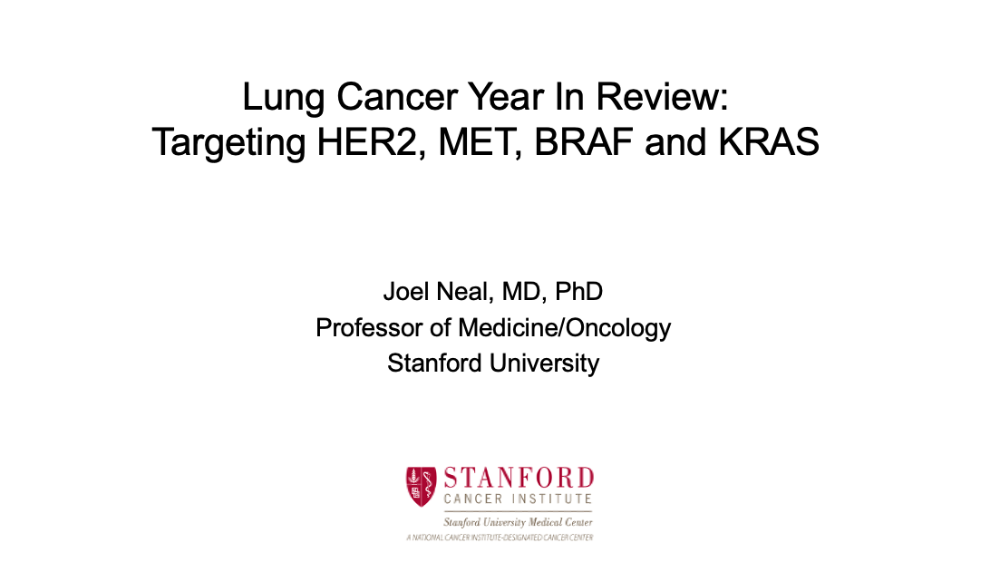 Lung Cancer Year In Review:
Targeting HER2, MET, BRAF and KRAS
Joel Neal, MD, PhD
Professor of Medicine/Oncology
Stanford University
STANFORD
CANCER INSTITUTE
Stanford University Medical Center
A NATIONAL CANCER INSTITUTE-DESIGNATED CANCER CENTER